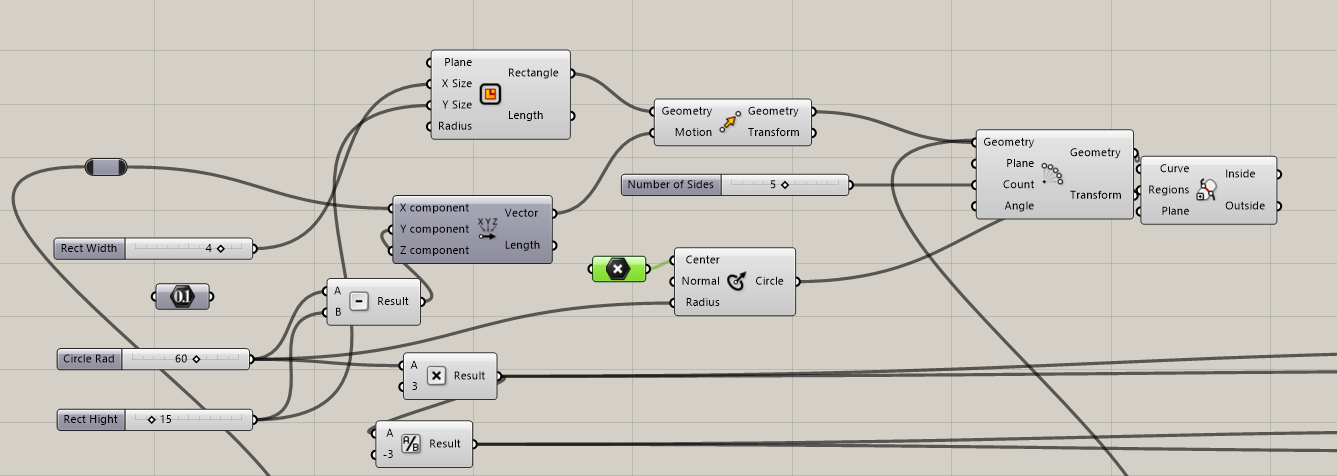 Plane
X Size
Y Size
Radius
Rectangle
Length
Geometry
Motion
Geometry
Transform
Number of Sides 5
Geometry
Plane
Count
Angle
Geometry
Transform
Curve
Regions
Plane
Inside
Outside
X component
Y component
Z component
XYZ
Vector
Length
Rect Width 4
0.1
A
B
Result
Center
Normal
Radius
Circle
Circle Rad 60
A
3
Result
Rect Hight 15
A
-3
A/B
Result